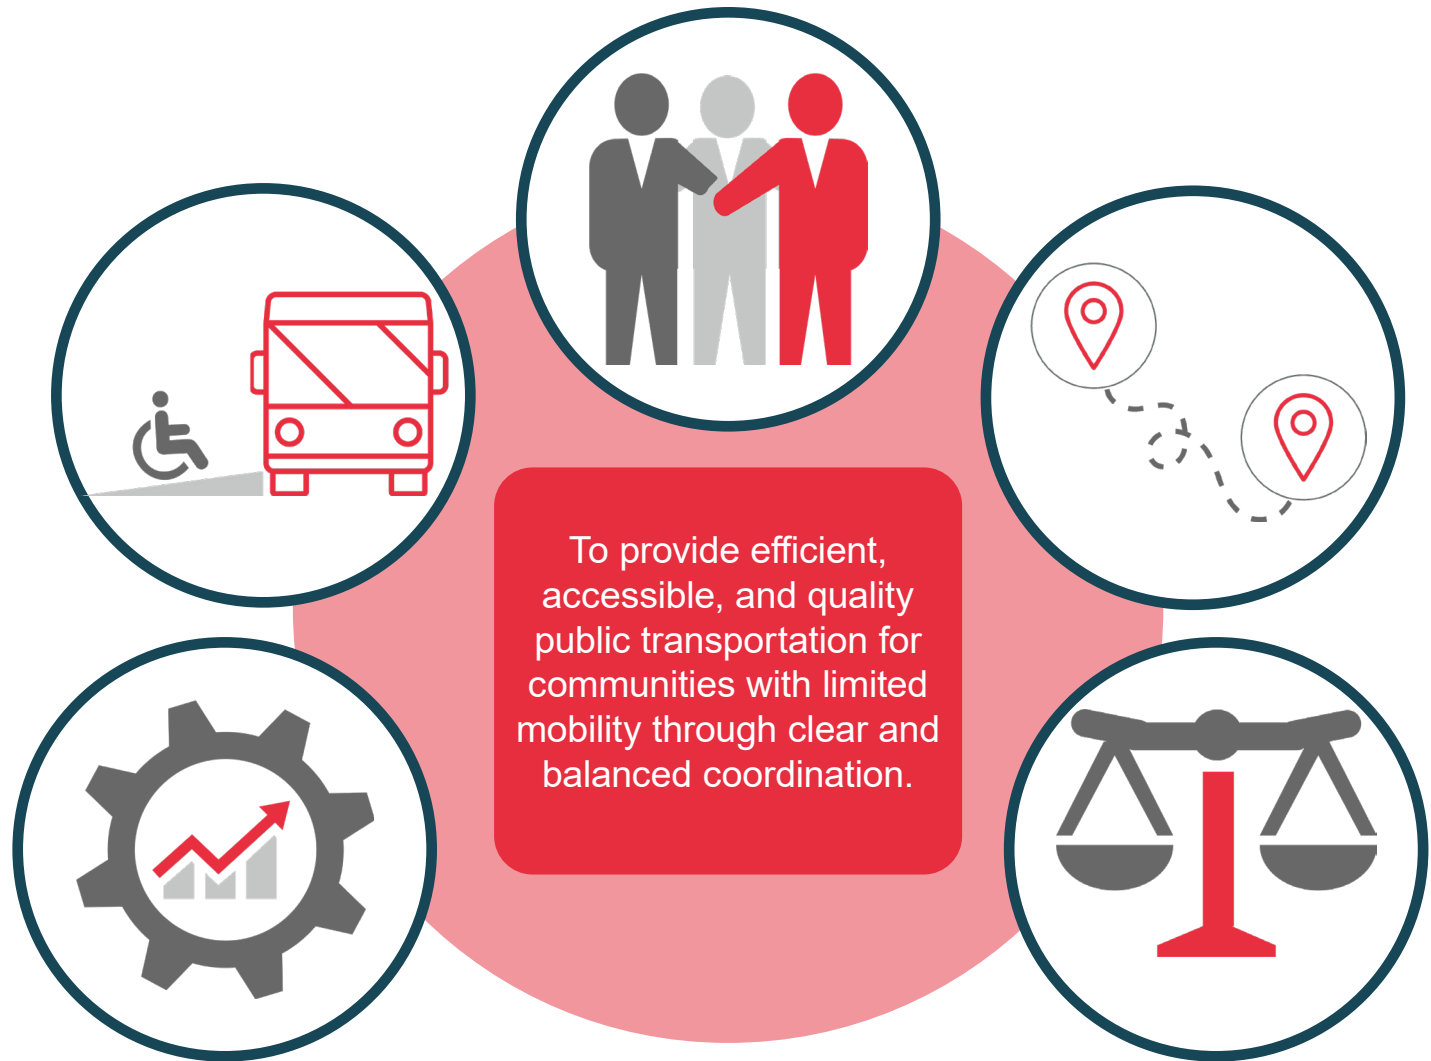 To provide efficient,
accessible, and quality
public transportation for
communities with limited
mobility through clear and
balanced coordination.